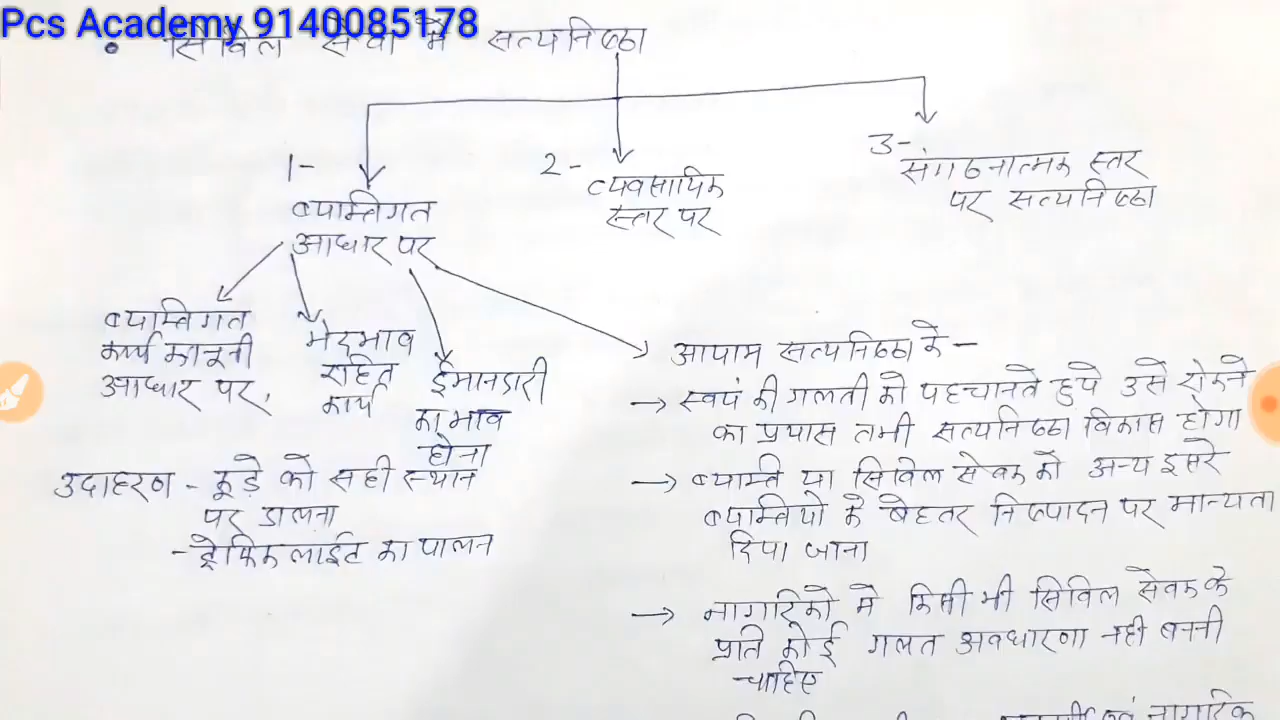 Pcs Academy 9140085178
• सिविल सेवा में सत्यनिष्ठा
1-
व्यक्तिगत
आधार पर
2-
व्यवसायिक
स्तर पर
3-
संगठनात्मक स्तर
पर सत्यनिष्ठा
व्यक्तिगत
कार्य कानूनी
आधार पर,
भेदभाव
रहित
कार्य
ईमानदारी
का भाव
होना
उदाहरण - कूड़े को सही स्थान
पर डालना
- ट्रेफिक लाईट का पालन
आयाम सत्यनिष्ठा के -
→ स्वयं की गलती को पहचानते हुये उसे रोकने
का प्रयास तभी सत्यनिष्ठा विकास होगा
→ व्यक्ति या सिविल सेवक को अन्य दूसरे
व्यक्तियो के बेहतर निष्पादन पर मान्यता
दिया जाना
→ नागरिको मे किसी भी सिविल सेवक के
प्रति कोई गलत अवधारणा नही बननी
चाहिए
एवं नागरिक